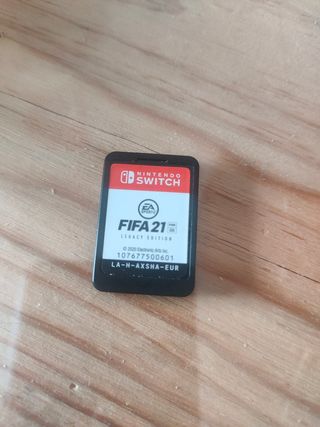 NINTENDO
SWITCH
EA
SPORTS
FIFA 21
LEGACY EDITION
© 2020 Electronic Arts Inc.
107677500601
LA-H-AXSHA-EUR